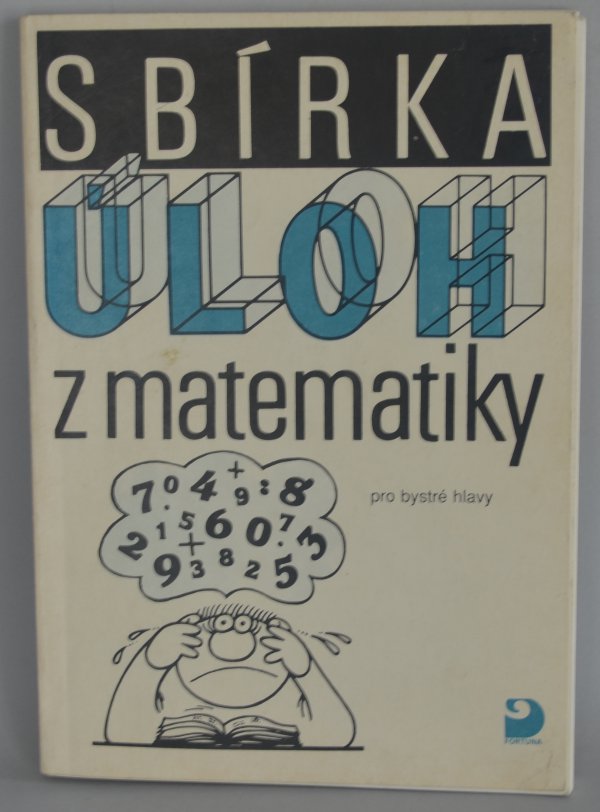 SBÍRKA
ÚLOH
z matematiky
pro bystré hlavy
7 0 4 + 9 : 8
2 1 5 + 6 0 . 7 3
9 3 8 2 5
FORTUNA